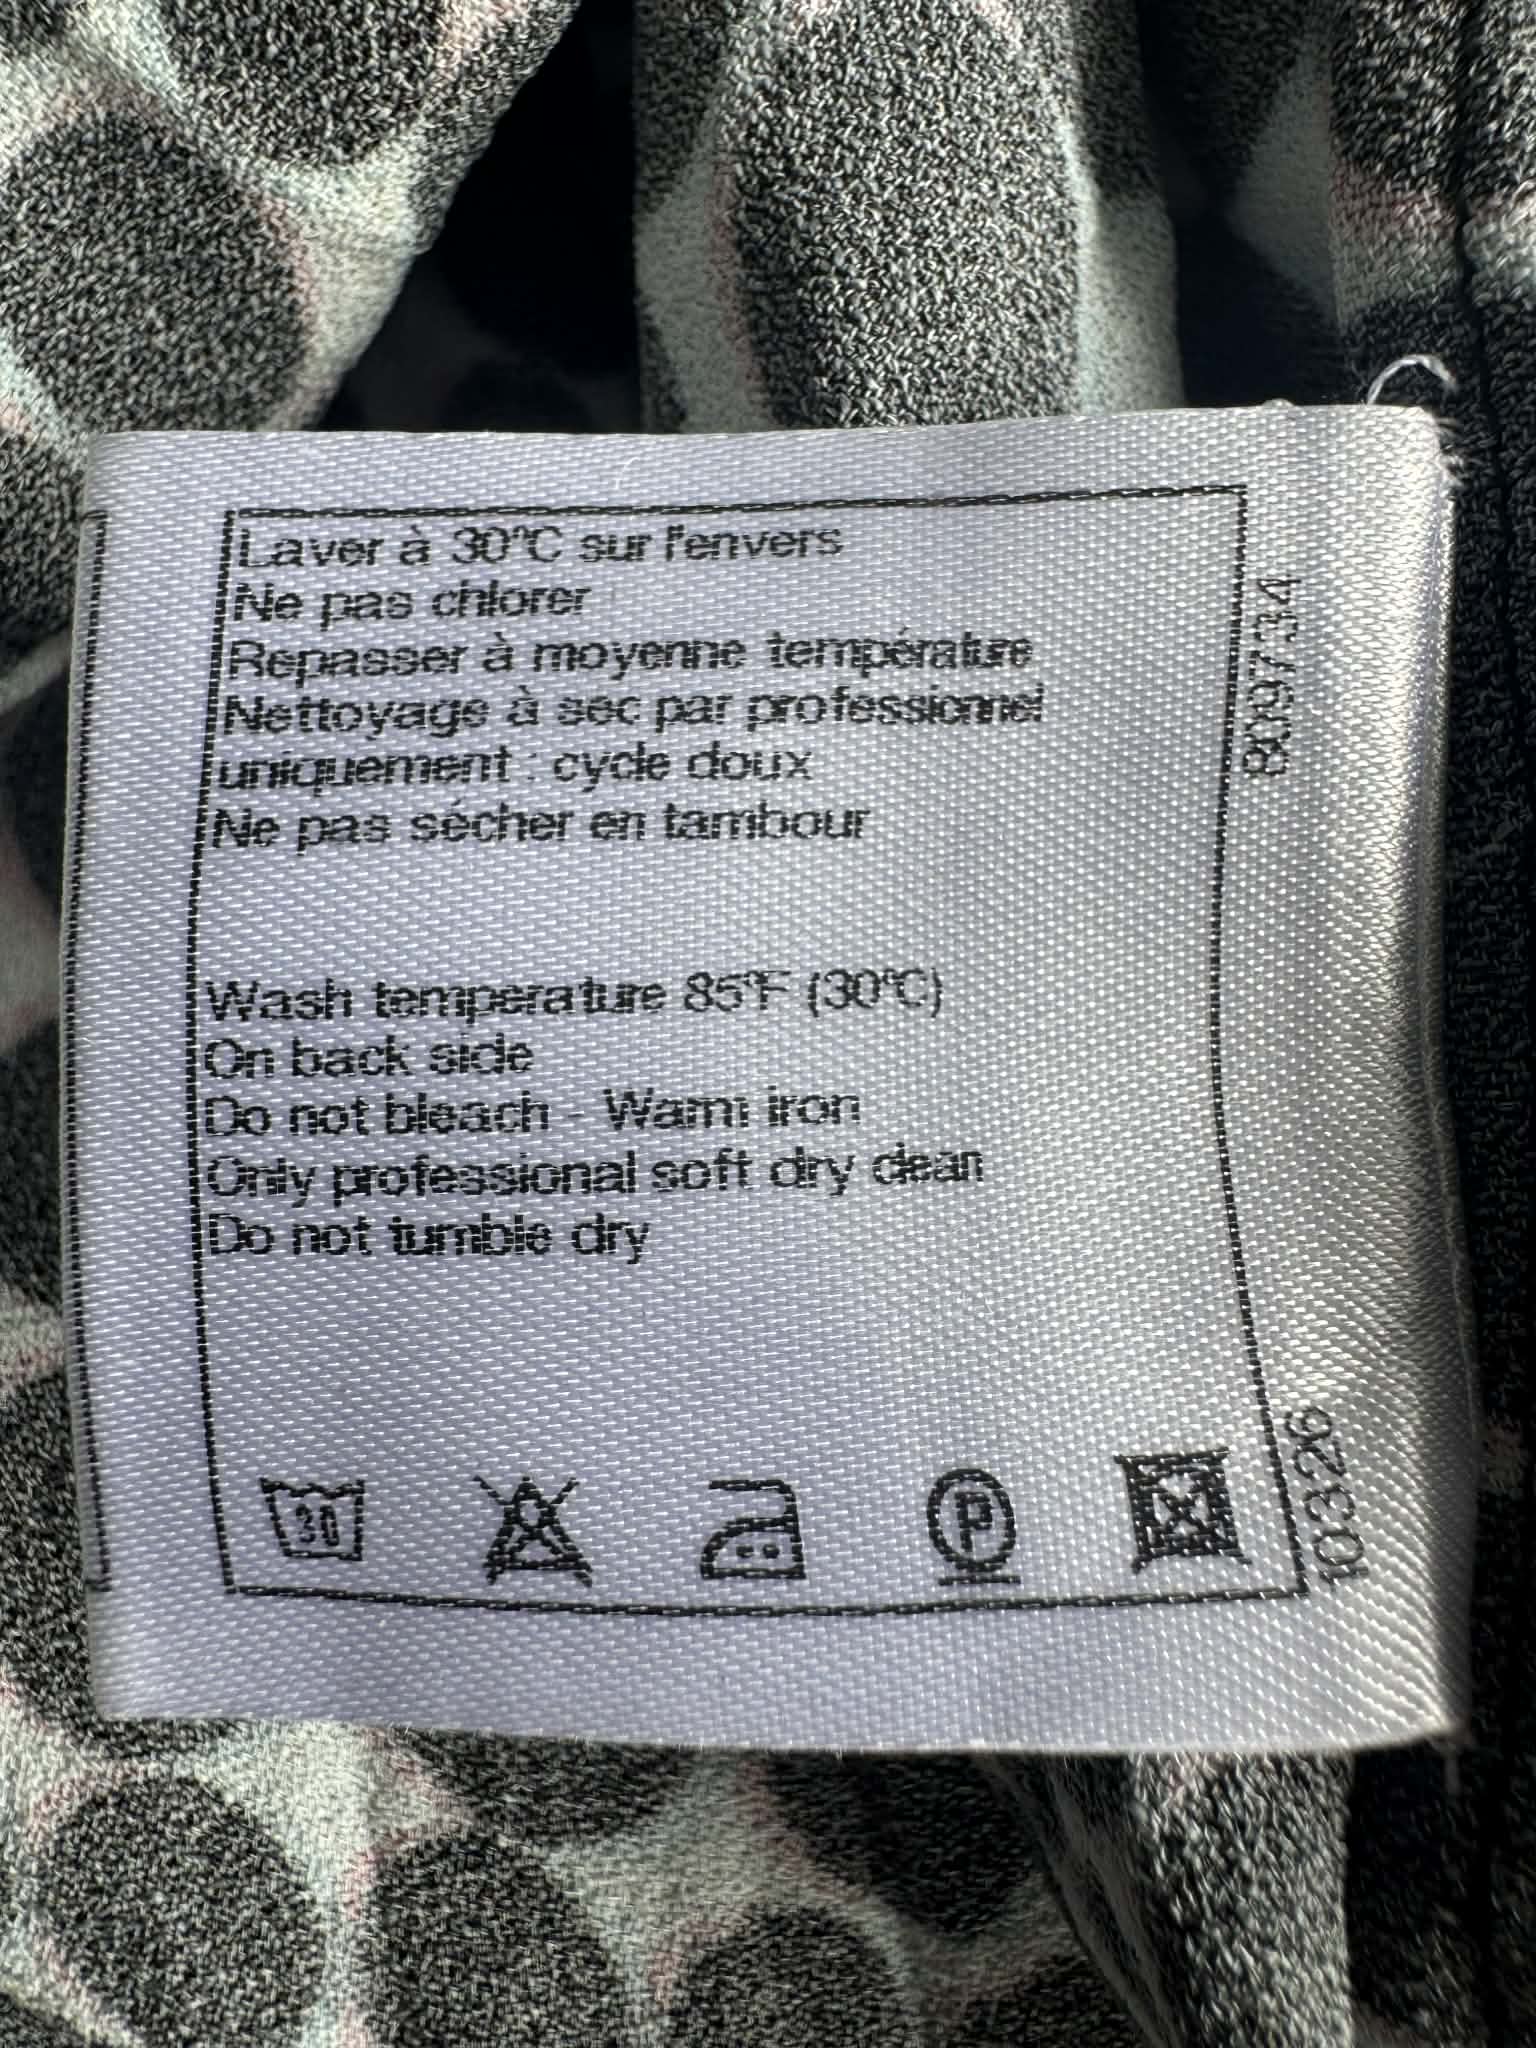 Laver à 30°C sur l'envers
Ne pas chlorer
Repasser à moyenne température
Nettoyage à sec par professionnel
uniquement : cycle doux
Ne pas sécher en tambour
Wash temperature 85°F (30°C)
On back side
Do not bleach - Warm iron
Only professional soft dry clean
Do not tumble dry
30
P
809734
10326